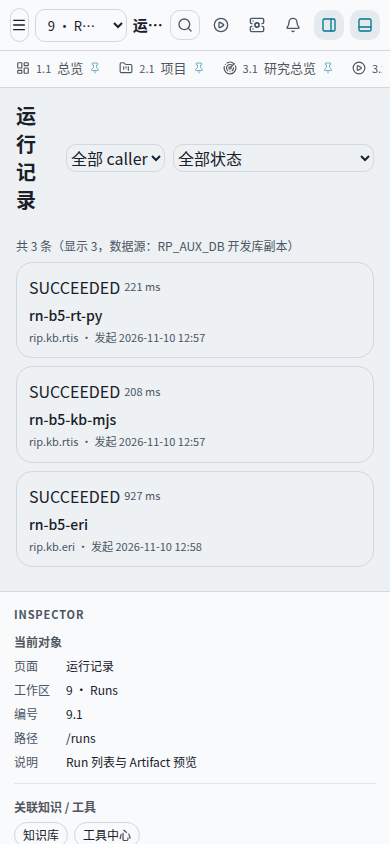 9 · R… 运…
1.1 总览 2.1 项目 3.1 研究总览 3.
运行记录
全部 caller 全部状态
共 3 条（显示 3，数据源：RP_AUX_DB 开发库副本）
SUCCEEDED 221 ms
rn-b5-rt-py
rip.kb.rtis · 发起 2026-11-10 12:57
SUCCEEDED 208 ms
rn-b5-kb-mjs
rip.kb.rtis · 发起 2026-11-10 12:57
SUCCEEDED 927 ms
rn-b5-eri
rip.kb.eri · 发起 2026-11-10 12:58
INSPECTOR
当前对象
页面 运行记录
工作区 9 · Runs
编号 9.1
路径 /runs
说明 Run 列表与 Artifact 预览
关联知识 / 工具
知识库 工具中心